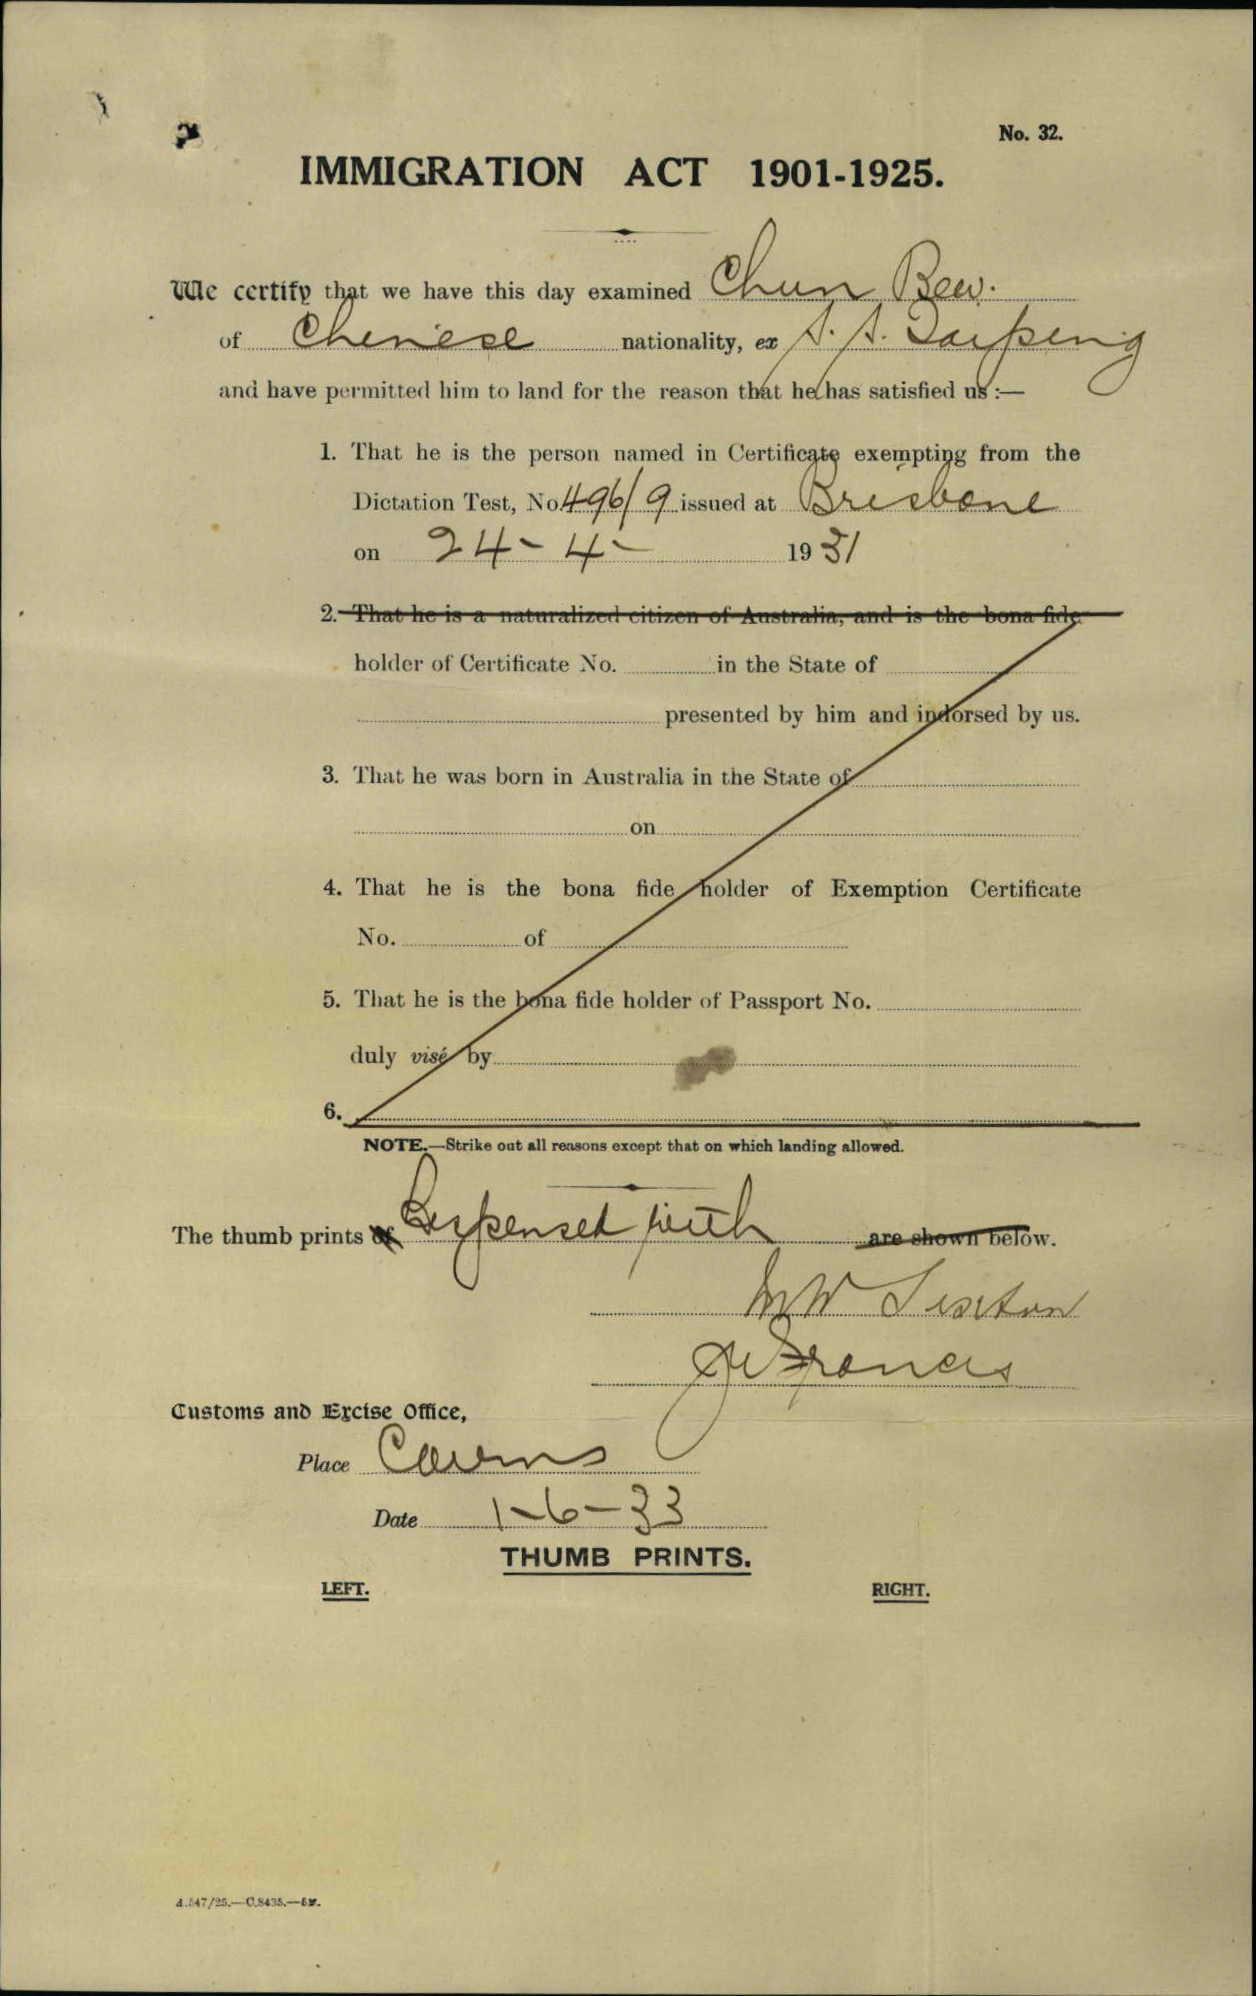 No. 32.
IMMIGRATION ACT 1901-1925.
We certify that we have this day examined Chun Bew.
of Chenese nationality, ex S. S. Taiping
and have permitted him to land for the reason that he has satisfied us :—
1. That he is the person named in Certificate exempting from the
Dictation Test, No. 496/9 issued at Brisbane
on 24-4- 1931
2. That he is a naturalized citizen of Australia, and is the bona fide
holder of Certificate No. in the State of
presented by him and indorsed by us.
3. That he was born in Australia in the State of
on
4. That he is the bona fide holder of Exemption Certificate
No. of
5. That he is the bona fide holder of Passport No.
duly visé by
6.
NOTE.—Strike out all reasons except that on which landing allowed.
The thumb prints of Dispensed with are shown below.
Francis
Customs and Excise Office,
Place Cairns
Date 1-6-33
THUMB PRINTS.
LEFT. RIGHT.
A.547/25.—C.8435.—5M.